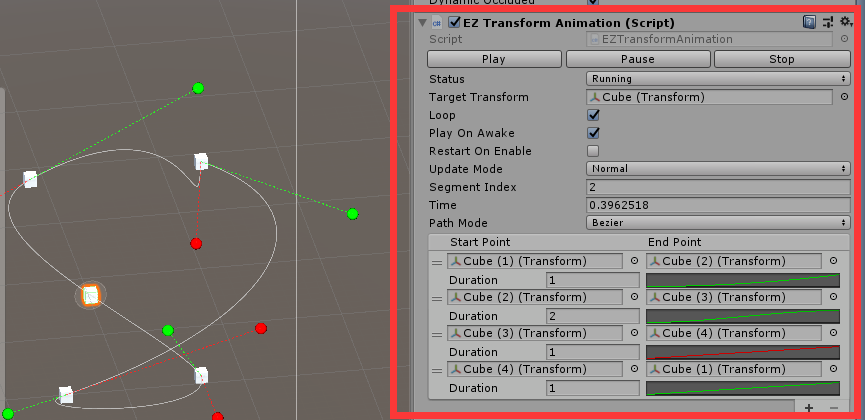 Dynamic Occluded
EZ Transform Animation (Script)
Script EZTransformAnimation
Play Pause Stop
Status Running
Target Transform Cube (Transform)
Loop
Play On Awake
Restart On Enable
Update Mode Normal
Segment Index 2
Time 0.3962518
Path Mode Bezier
Start Point End Point
Cube (1) (Transform) Cube (2) (Transform)
Duration 1
Cube (2) (Transform) Cube (3) (Transform)
Duration 2
Cube (3) (Transform) Cube (4) (Transform)
Duration 1
Cube (4) (Transform) Cube (1) (Transform)
Duration 1